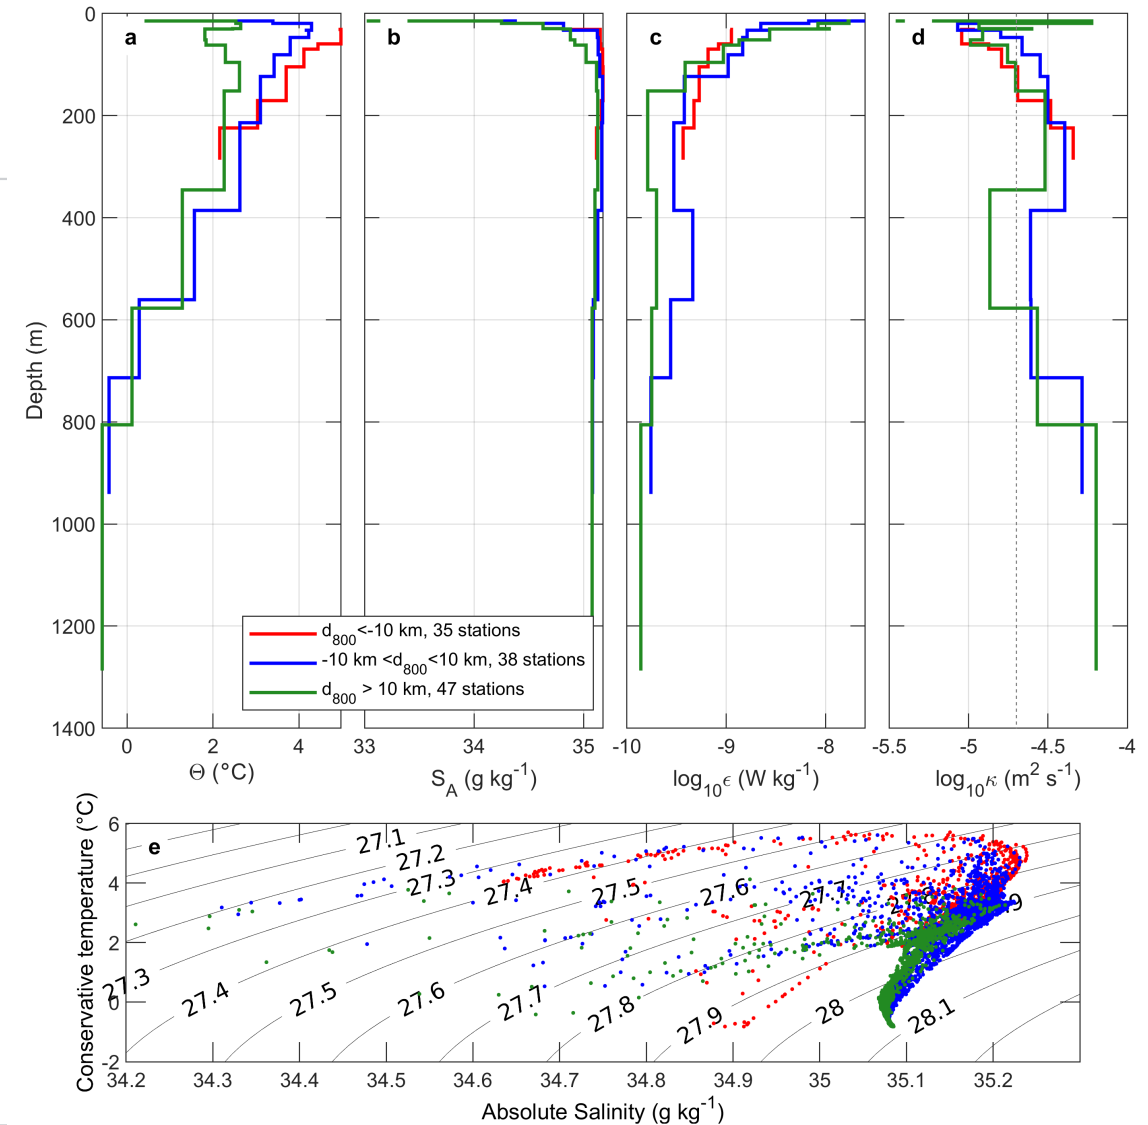 a
b
c
d
0
200
400
600
800
1000
1200
1400
Depth (m)
0 2 4
33 34 35
-10 -9 -8
-5.5 -5 -4.5 -4
Θ (°C)
S_A (g kg⁻¹)
log₁₀ϵ (W kg⁻¹)
log₁₀κ (m² s⁻¹)
d₈₀₀<-10 km, 35 stations
-10 km <d₈₀₀<10 km, 38 stations
d₈₀₀ > 10 km, 47 stations
e
6
4
2
0
-2
Conservative temperature (°C)
27.1
27.2
27.3
27.4
27.5
27.6
27.7
27.8
9
27.3
27.4
27.5
27.6
27.7
27.8
27.9
28
28.1
34.2 34.3 34.4 34.5 34.6 34.7 34.8 34.9 35 35.1 35.2
Absolute Salinity (g kg⁻¹)